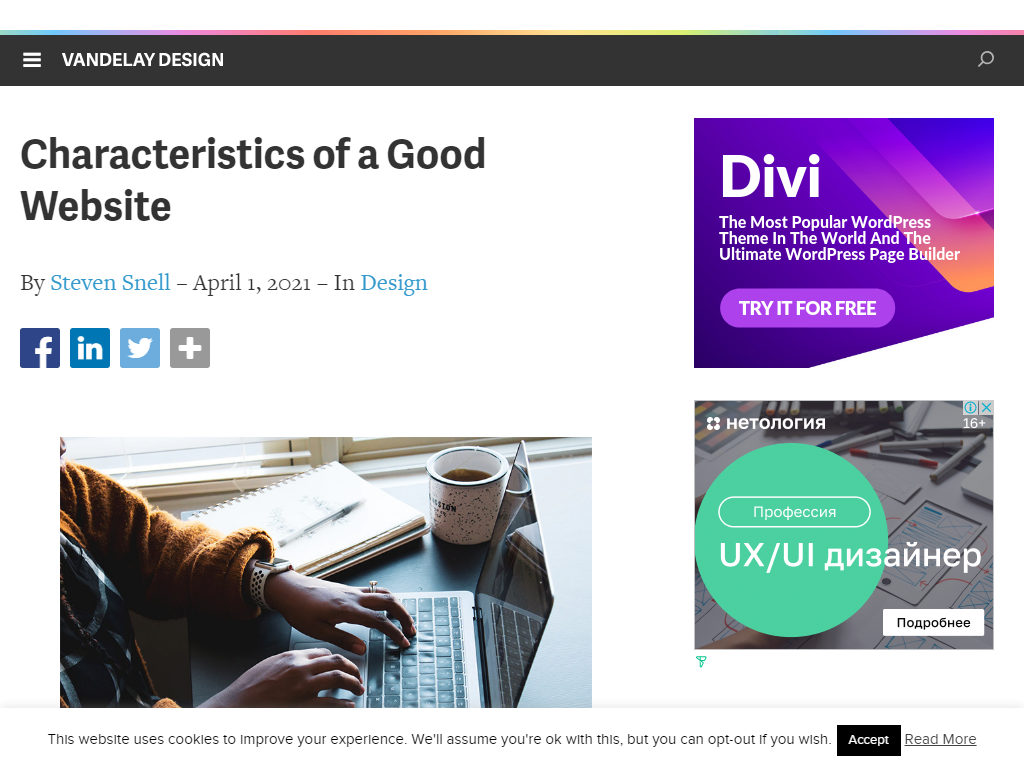 VANDELAY DESIGN
Characteristics of a Good
Website
By Steven Snell – April 1, 2021 – In Design
Divi
The Most Popular WordPress
Theme In The World And The
Ultimate WordPress Page Builder
TRY IT FOR FREE
нетология
16+
Профессия
UX/UI дизайнер
Подробнее
This website uses cookies to improve your experience. We'll assume you're ok with this, but you can opt-out if you wish. Accept Read More